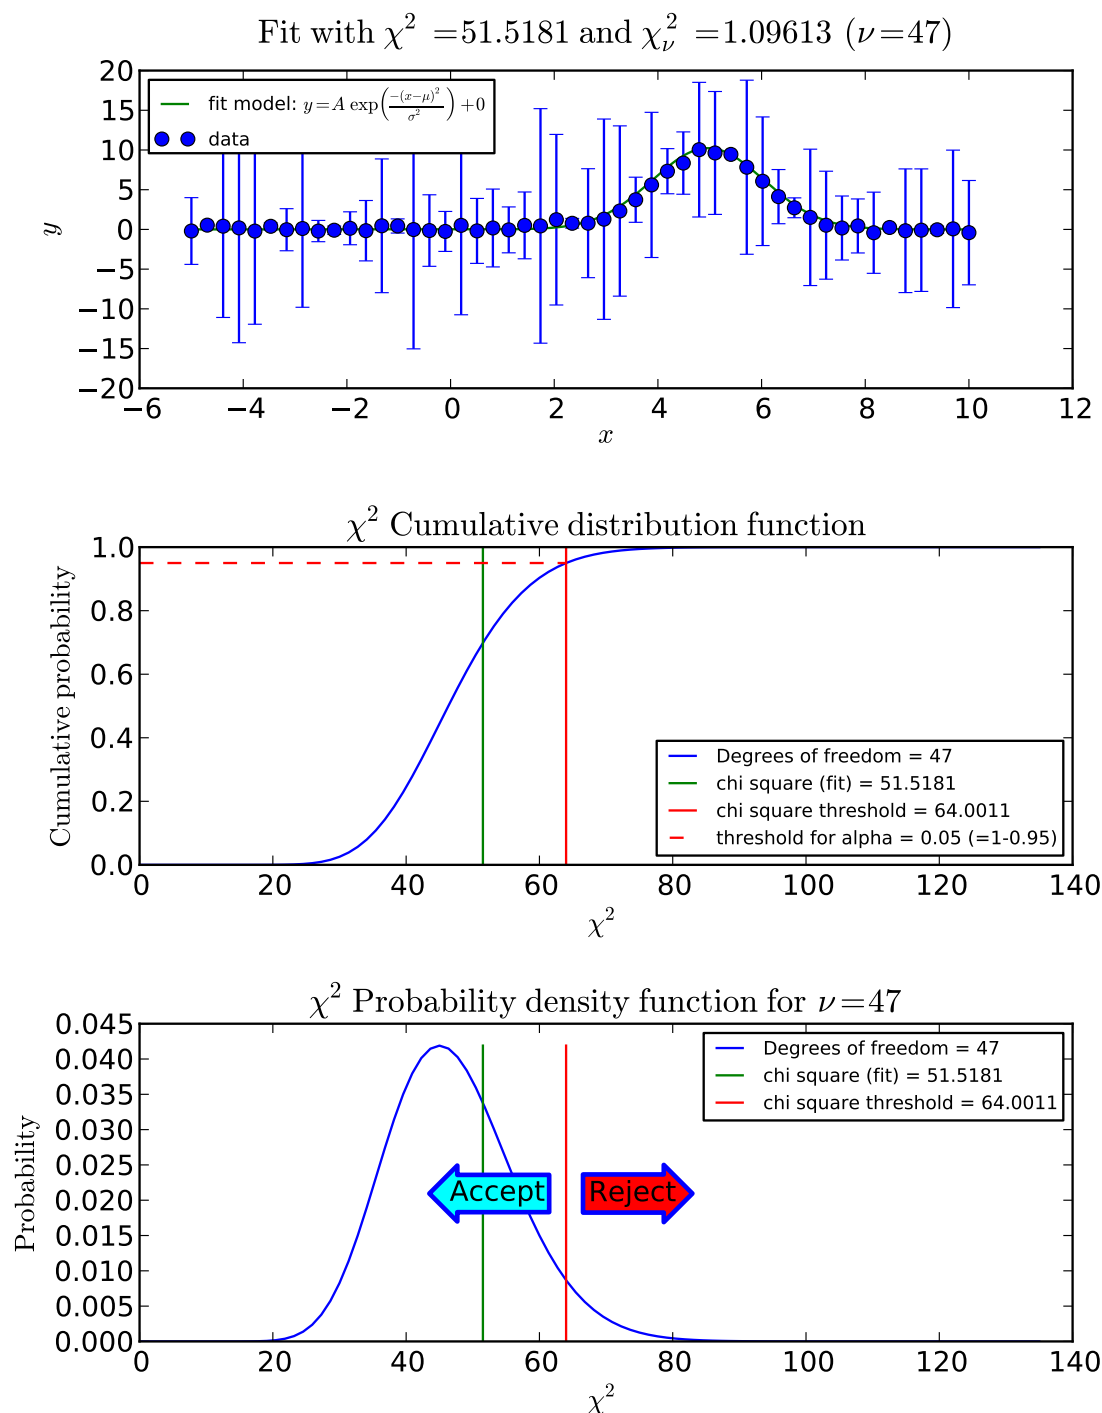 Fit with χ² =51.5181 and χᵥ² =1.09613 (ν=47)
20
15
10
5
0
−5
−10
−15
−20
y
fit model: y=A exp(−(x−μ)²/σ²)+0
data
−6 −4 −2 0 2 4 6 8 10 12
x
χ² Cumulative distribution function
1.0
0.8
0.6
0.4
0.2
0.0
Cumulative probability
Degrees of freedom = 47
chi square (fit) = 51.5181
chi square threshold = 64.0011
threshold for alpha = 0.05 (=1-0.95)
0 20 40 60 80 100 120 140
χ²
χ² Probability density function for ν=47
0.045
0.040
0.035
0.030
0.025
0.020
0.015
0.010
0.005
0.000
Probability
Degrees of freedom = 47
chi square (fit) = 51.5181
chi square threshold = 64.0011
Accept Reject
0 20 40 60 80 100 120 140
χ²